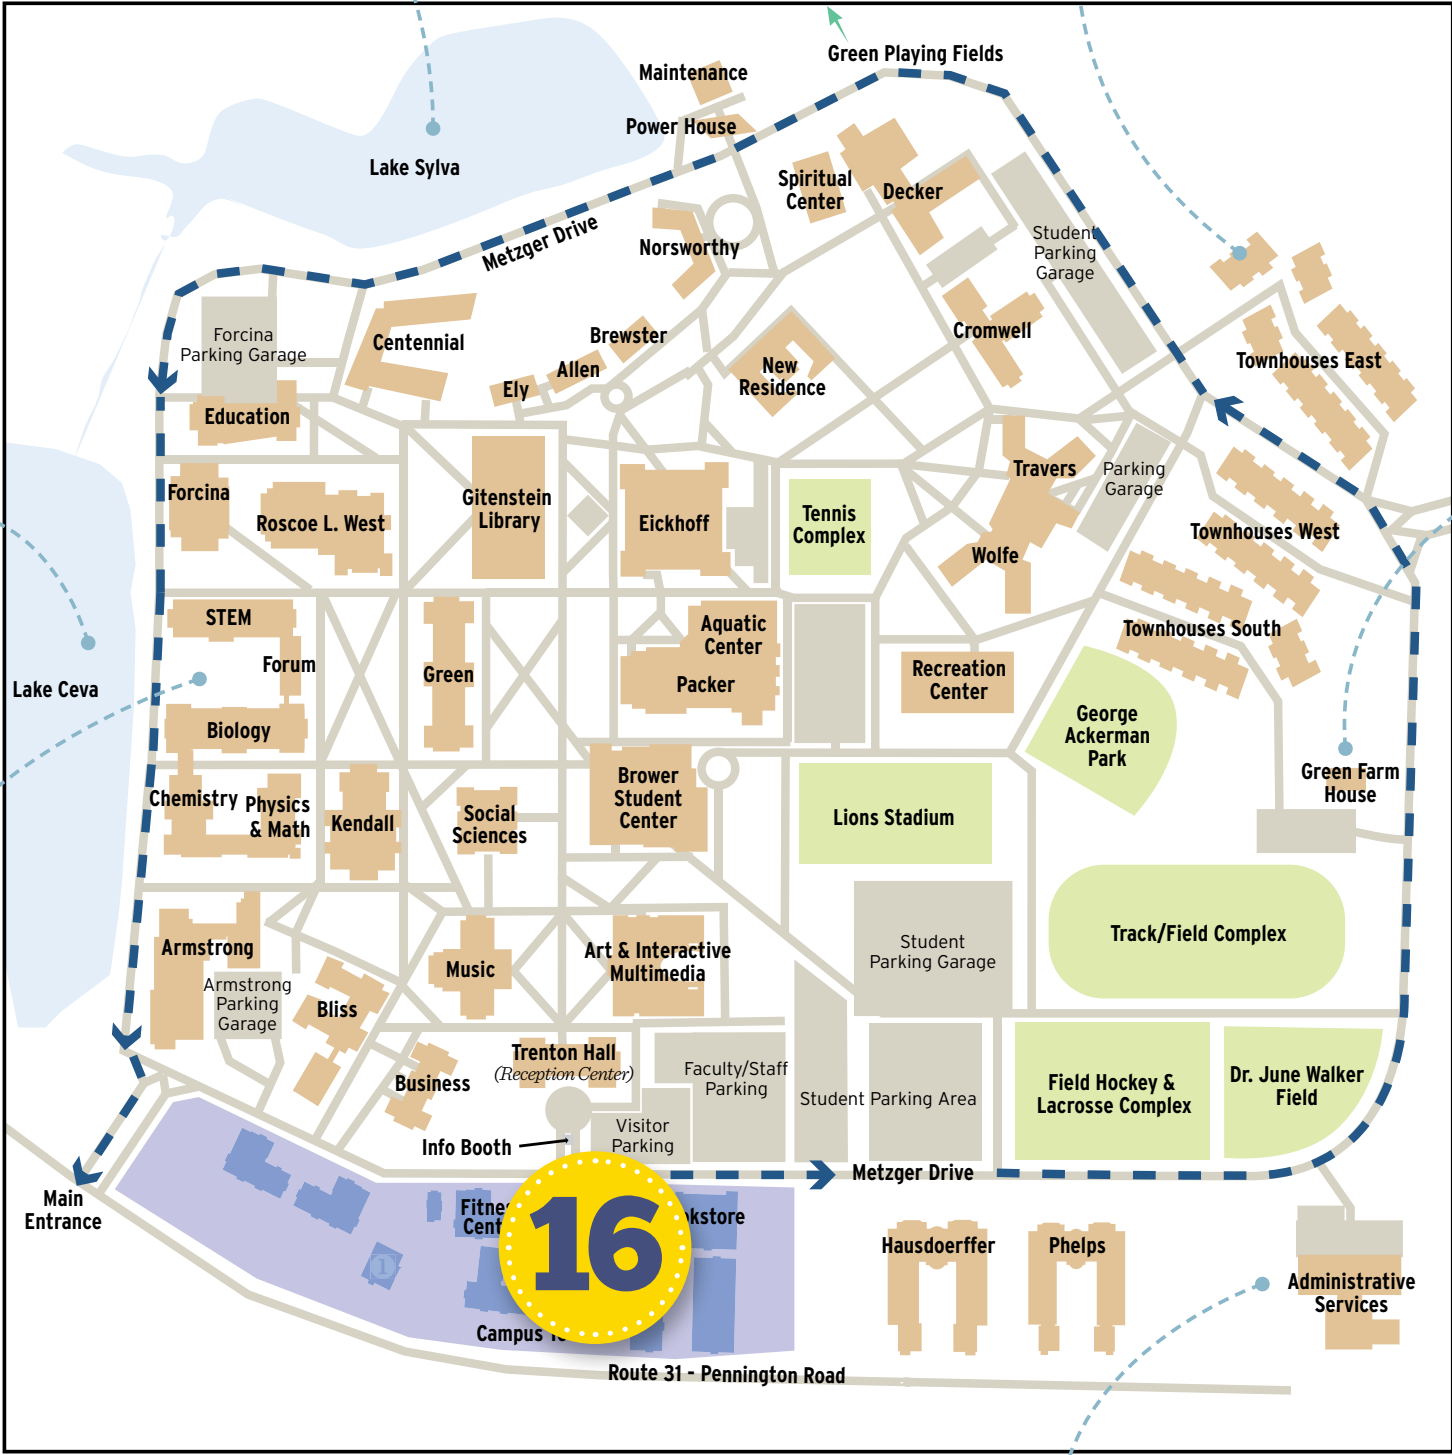 Green Playing Fields
Maintenance
Power House
Lake Sylva
Spiritual
Center
Decker
Metzger Drive
Norsworthy
Student
Parking
Garage
Forcina
Parking Garage
Centennial
Brewster
Allen
Ely
New
Residence
Cromwell
Townhouses East
Education
Forcina
Roscoe L. West
Gitenstein
Library
Eickhoff
Tennis
Complex
Travers
Wolfe
Parking
Garage
Townhouses West
STEM
Forum
Biology
Green
Aquatic
Center
Packer
Recreation
Center
Townhouses South
Lake Ceva
George
Ackerman
Park
Green Farm
House
Chemistry
Physics
& Math
Kendall
Social
Sciences
Brower
Student
Center
Lions Stadium
Armstrong
Armstrong
Parking
Garage
Bliss
Music
Art & Interactive
Multimedia
Student
Parking Garage
Track/Field Complex
Business
Trenton Hall
(Reception Center)
Faculty/Staff
Parking
Student Parking Area
Field Hockey &
Lacrosse Complex
Dr. June Walker
Field
Info Booth
Visitor
Parking
Metzger Drive
Main
Entrance
1
16
Hausdoerffer
Phelps
Administrative
Services
Campus
Route 31 - Pennington Road